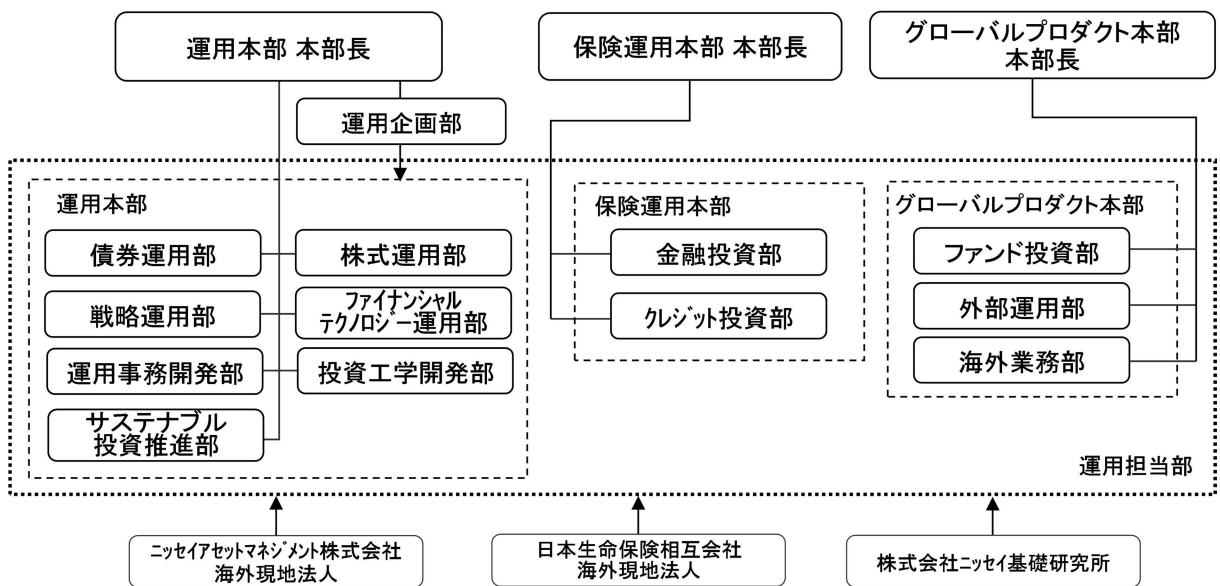 運用本部 本部長
保険運用本部 本部長
グローバルプロダクト本部
本部長
運用企画部
運用本部
債券運用部
株式運用部
戦略運用部
ファイナンシャル
テクノロジー運用部
運用事務開発部
投資工学開発部
サステナブル
投資推進部
保険運用本部
金融投資部
クレジット投資部
グローバルプロダクト本部
ファンド投資部
外部運用部
海外業務部
運用担当部
ニッセイアセットマネジメント株式会社
海外現地法人
日本生命保険相互会社
海外現地法人
株式会社ニッセイ基礎研究所